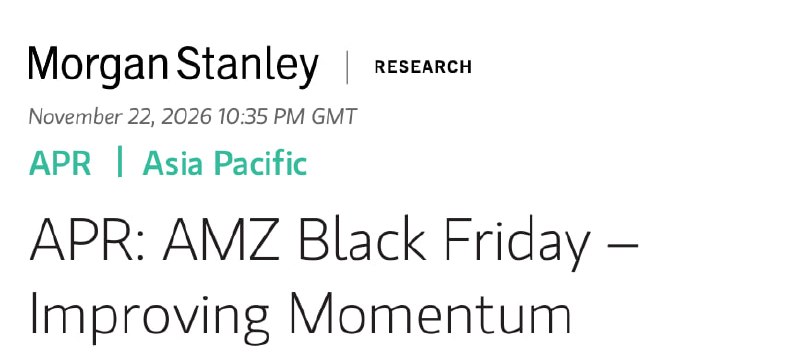 Morgan Stanley | RESEARCH
November 22, 2026 10:35 PM GMT
APR | Asia Pacific
APR: AMZ Black Friday –
Improving Momentum